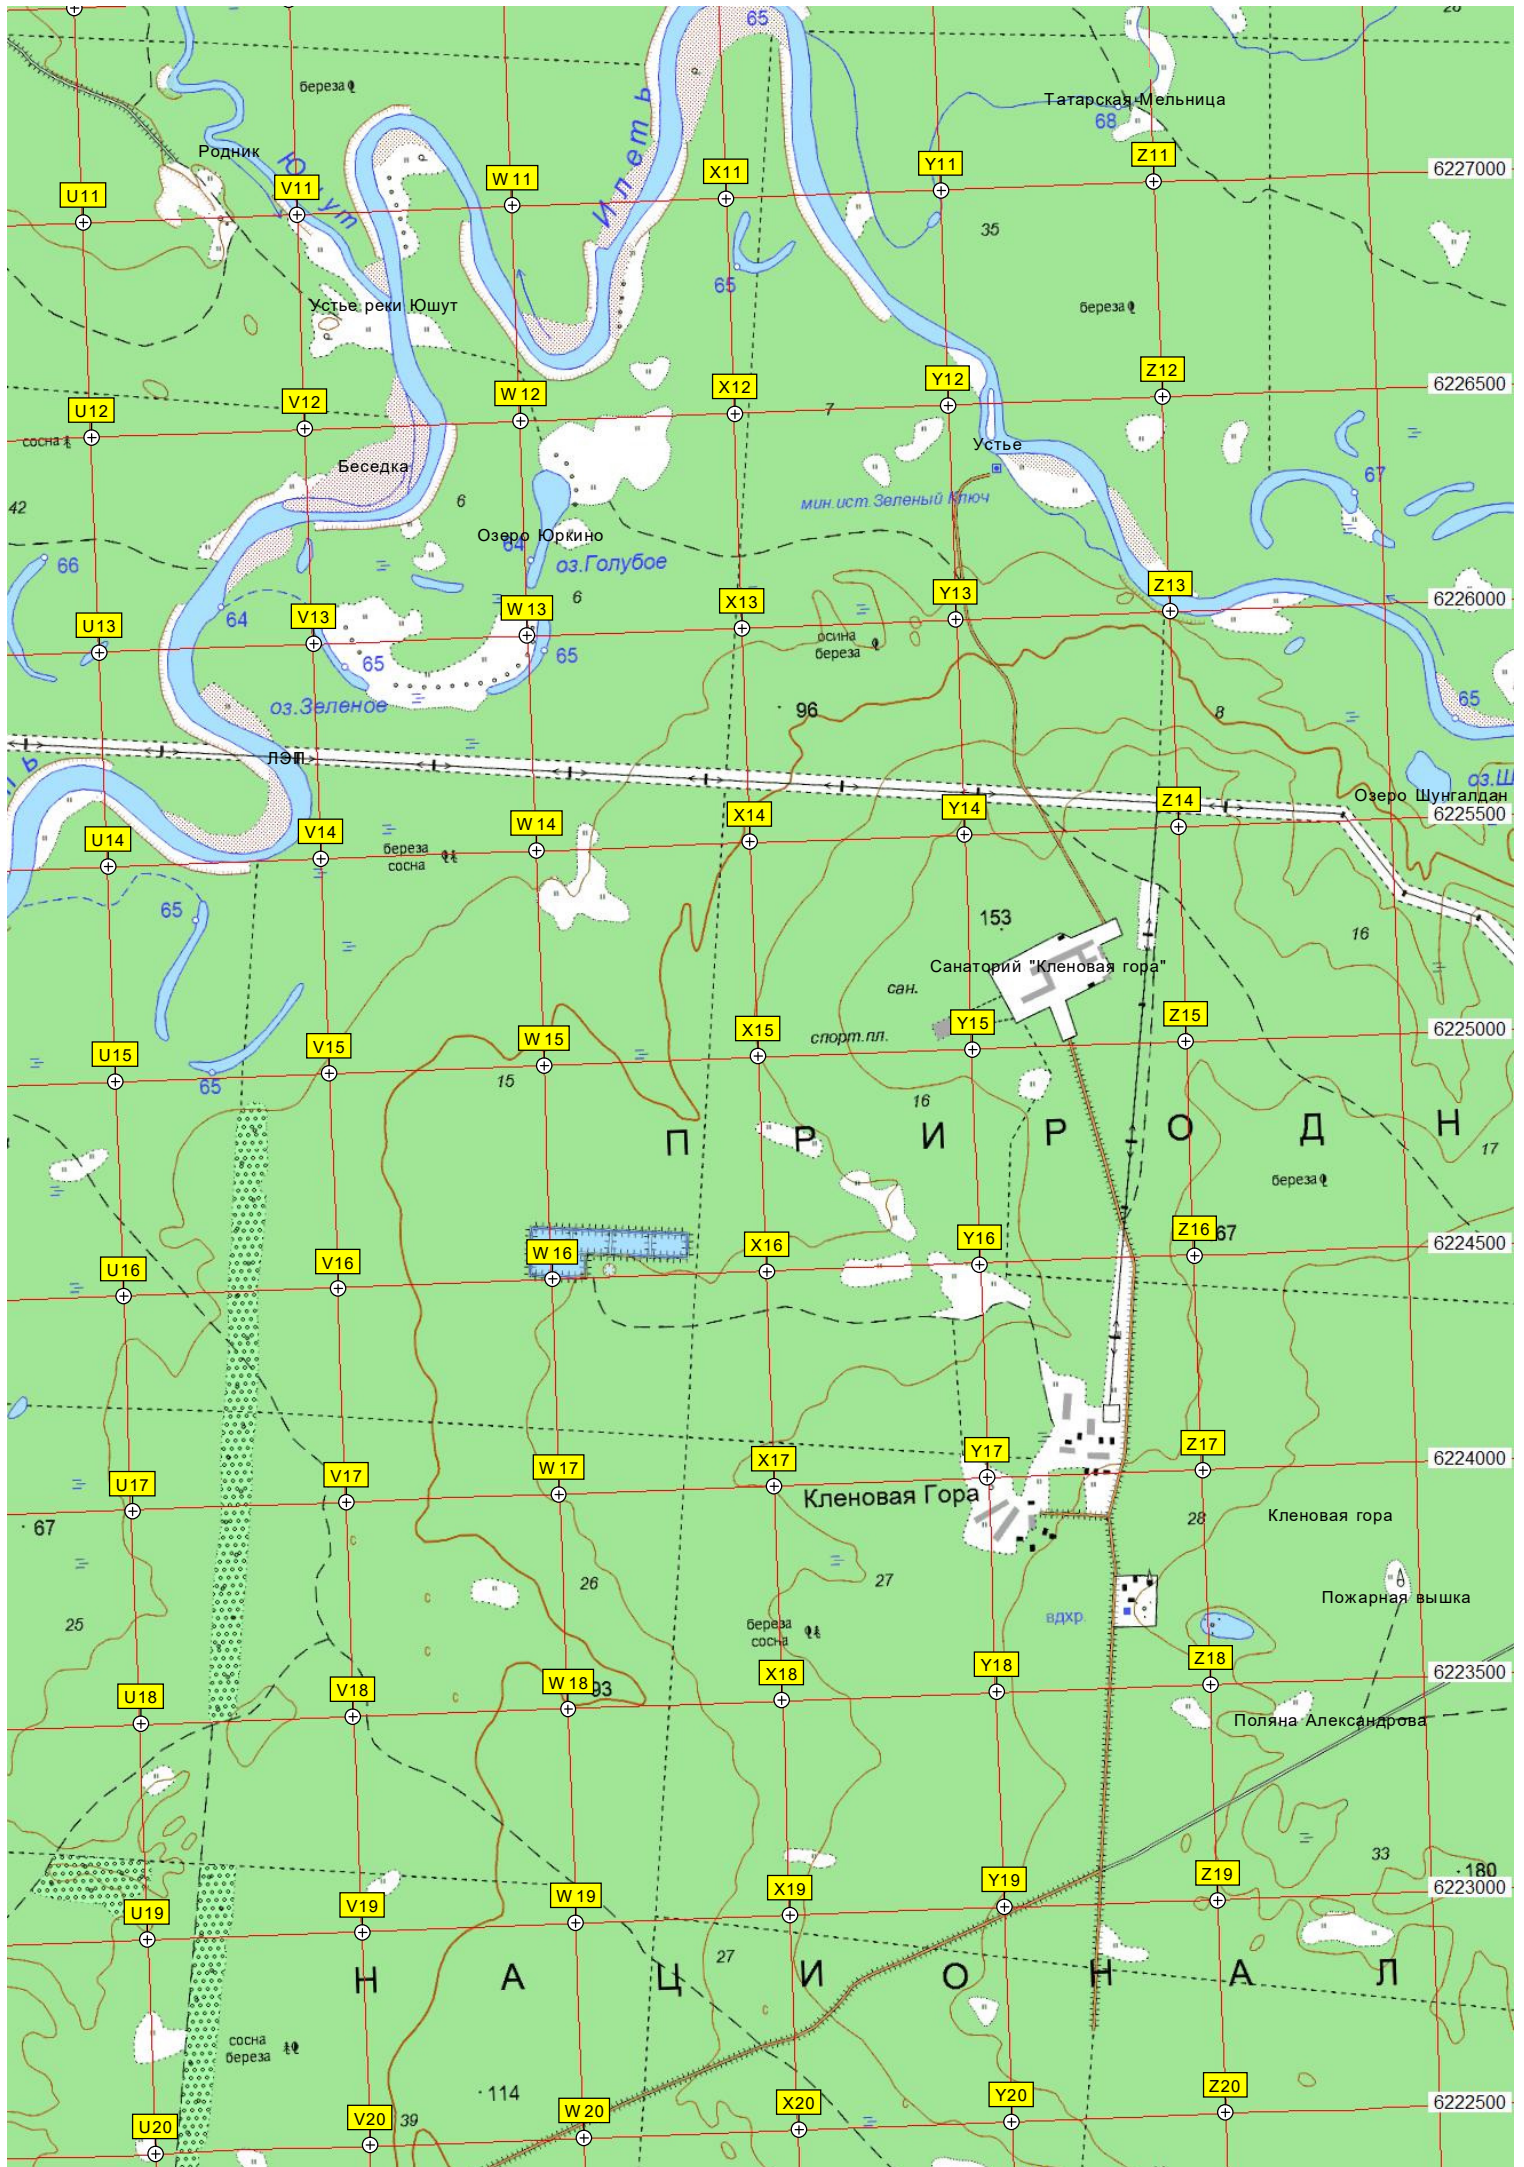 65
береза
Татарская Мельница
68
Родник
Юшут
Илеть
U11
V11
W11
X11
Y11
Z11
6227000
35
65
береза
Устье реки Юшут
U12
V12
W12
X12
Y12
Z12
6226500
7
сосна
Беседка
Устье
67
42
6
мин.ист.Зеленый Ключ
Озеро Юркино
64
оз.Голубое
66
6
64
U13
V13
W13
X13
Y13
Z13
6226000
осина
береза
65
65
65
оз.Зеленое
96
8
ЛЭП
оз.Ш
Озеро Шунгалдан
U14
V14
W14
X14
Y14
Z14
6225500
береза
сосна
65
153
16
Санаторий "Кленовая гора"
сан.
спорт.пл.
U15
V15
W15
X15
Y15
Z15
6225000
65
15
16
П Р И Р О Д Н
17
береза
67
U16
V16
W16
X16
Y16
Z16
6224500
U17
V17
W17
X17
Y17
Z17
6224000
Кленовая Гора
67
28
Кленовая гора
26
27
25
Пожарная вышка
береза
сосна
вдхр.
U18
V18
W18
X18
Y18
Z18
6223500
93
Поляна Александрова
33
180
U19
V19
W19
X19
Y19
Z19
6223000
27
Н А Ц И О Н А Л
сосна
береза
114
39
U20
V20
W20
X20
Y20
Z20
6222500